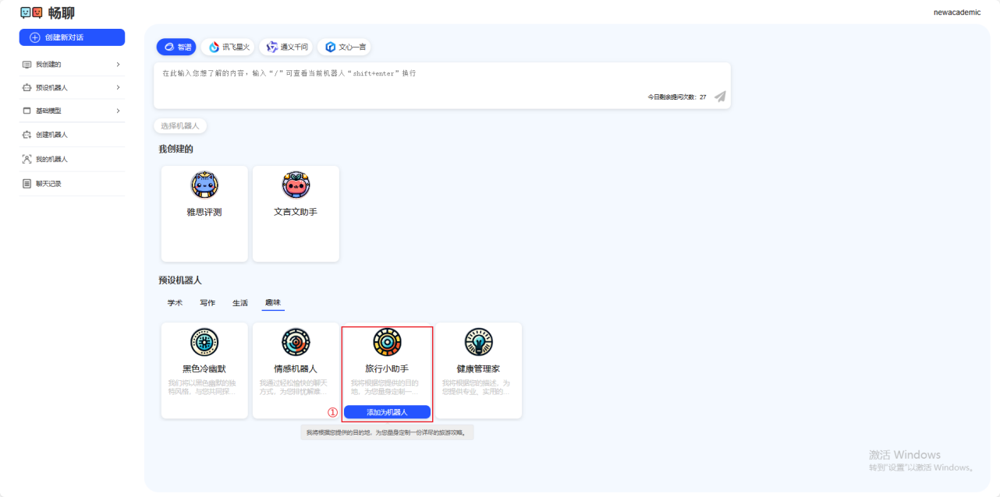 畅聊
newacademic
创建新对话
我创建的
预设机器人
基础模型
创建机器人
我的机器人
聊天记录
智谱 讯飞星火 通义千问 文心一言
在此输入您想了解的内容，输入“/”可查看当前机器人“shift+enter”换行
今日剩余提问次数：27
选择机器人
我创建的
雅思评测 文言文助手
预设机器人
学术 写作 生活 趣味
黑色冷幽默
我们将以黑色幽默的独
特风格，与您共同探...
情感机器人
我通过轻松愉快的聊天
方式，为您排忧解难...
旅行小助手
我将根据您提供的目的
地，为您量身定制一...
① 添加为机器人
健康管理家
我将根据您的描述，为
您提供专业、实用的...
我将根据您提供的目的地，为您量身定制一份详尽的旅游攻略。
激活 Windows
转到“设置”以激活 Windows。